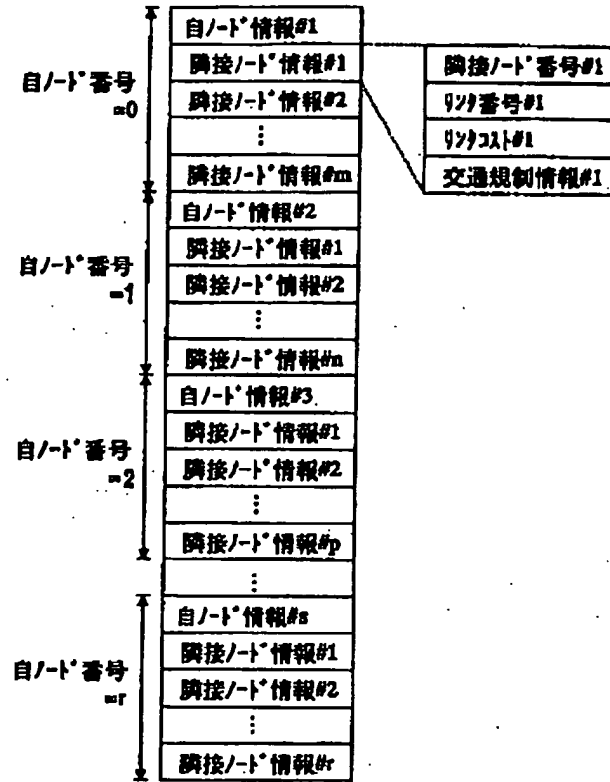 自ノード番号
=0
自ノード情報#1
隣接ノード情報#1
隣接ノード情報#2
⋮
隣接ノード情報#m
隣接ノード番号#1
リンク番号#1
リンクコスト#1
交通規制情報#1
自ノード番号
=1
自ノード情報#2
隣接ノード情報#1
隣接ノード情報#2
⋮
隣接ノード情報#n
自ノード番号
=2
自ノード情報#3
隣接ノード情報#1
隣接ノード情報#2
⋮
隣接ノード情報#p
⋮
自ノード番号
=r
自ノード情報#s
隣接ノード情報#1
隣接ノード情報#2
⋮
隣接ノード情報#r